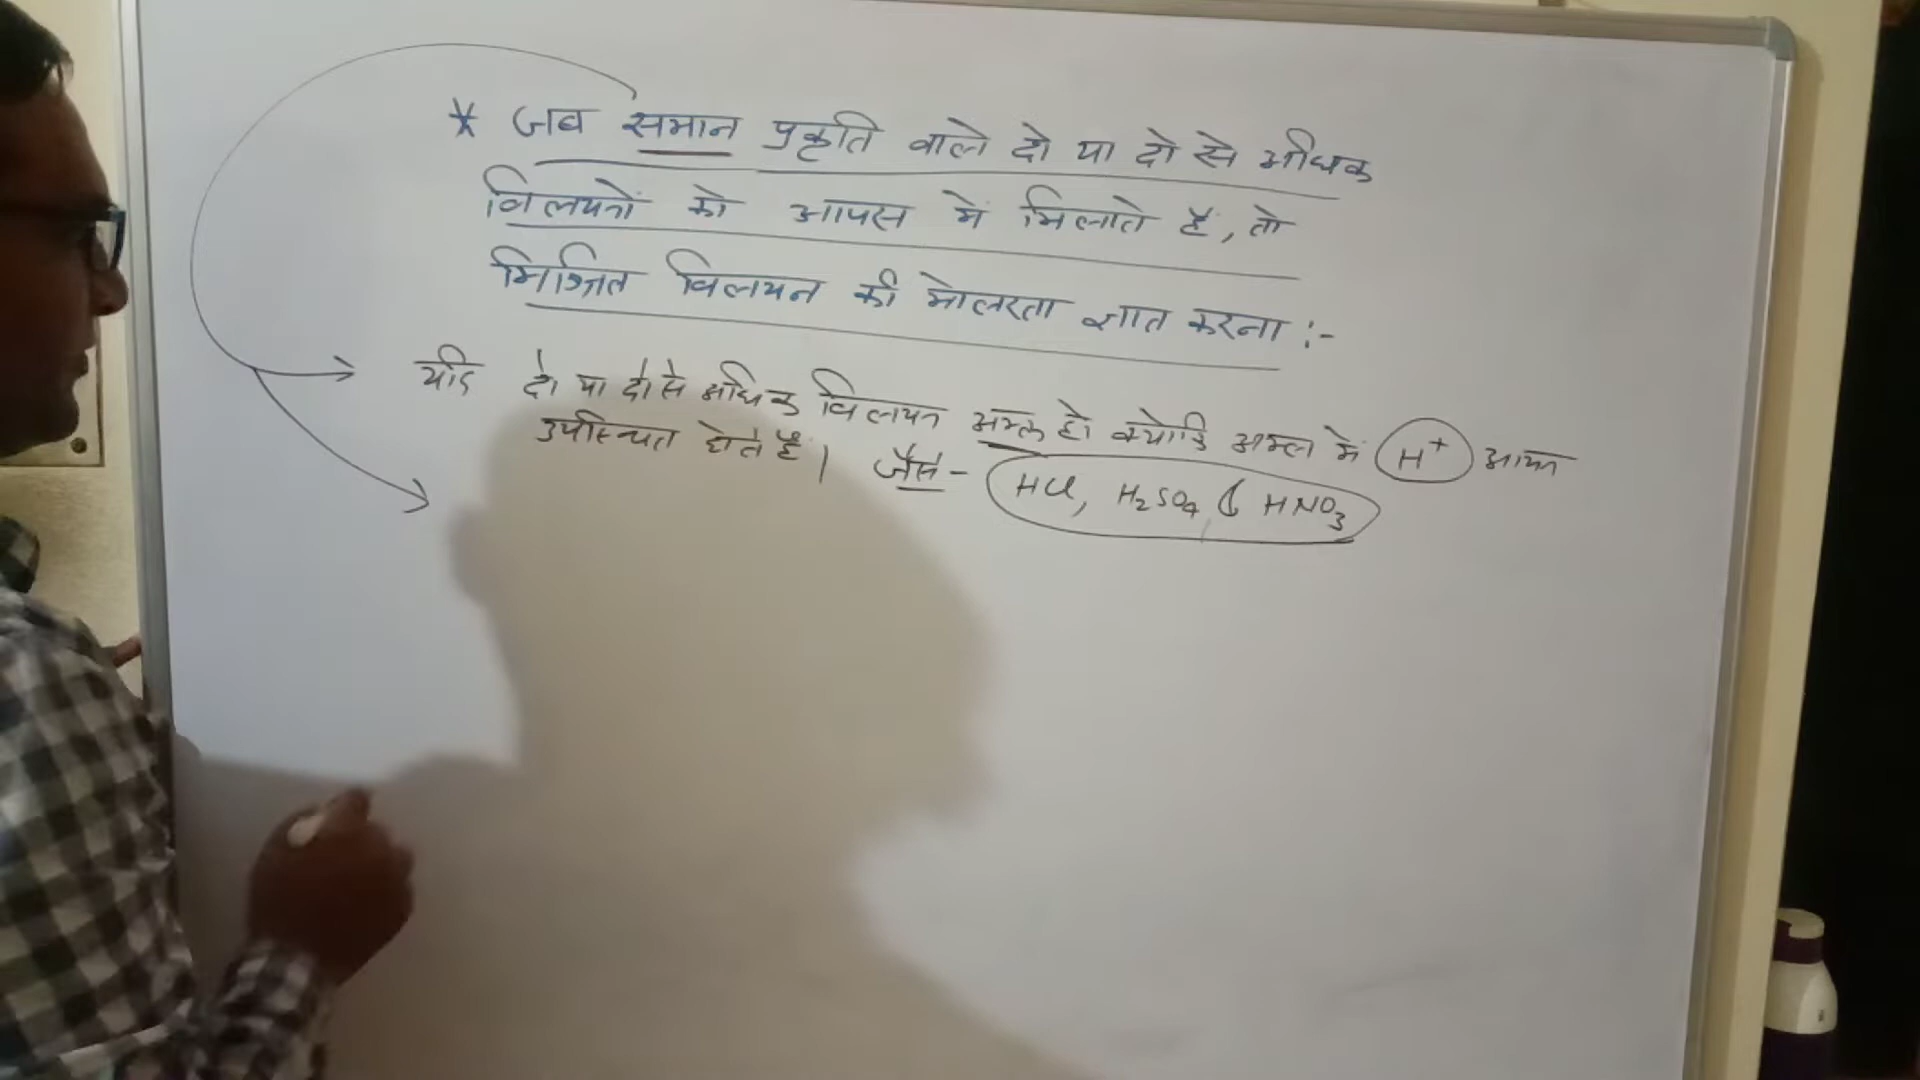 * जब समान प्रकृति वाले दो या दो से अधिक
विलयनों को आपस में मिलाते हैं, तो
मिश्रित विलयन की मोलरता ज्ञात करना :-
यदि दो या दो से अधिक विलयन अम्ल हो क्योंकि अम्ल में H⁺ आयन
उपस्थित होते हैं। जैसे - HCl, H₂SO₄ व HNO₃